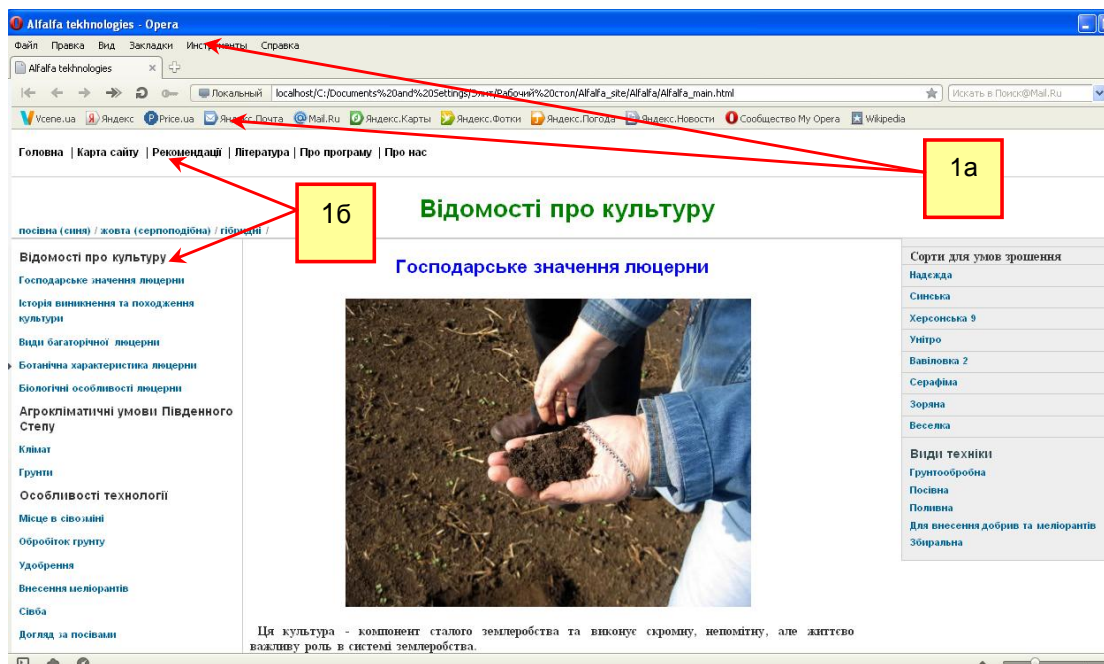 Alfalfa tekhnologies - Opera
Файл Правка Вид Закладки Инструменты Справка
Alfalfa tekhnologies
Локальный localhost/C:/Documents%20and%20Settings/Элит/Рабочий%20стол/Alfalfa_site/Alfalfa/Alfalfa_main.html Искать в Поиск@Mail.Ru
Vcene.ua Яндекс Price.ua Яндекс.Почта Mail.Ru Яндекс.Карты Яндекс.Фотки Яндекс.Погода Яндекс.Новости Сообщество My Opera Wikipedia
Головна | Карта сайту | Рекомендації | Література | Про програму | Про нас
1а
1б
Відомості про культуру
посівна (синя) / жовта (серпоподібна) / гібридні /
Відомості про культуру
Господарське значення люцерни
Історія виникнення та походження
культури
Види багаторічної люцерни
Ботанічна характеристика люцерни
Біологічні особливості люцерни
Агрокліматичні умови Південного
Степу
Клімат
Грунти
Особливості технології
Місце в сівозміні
Обробіток грунту
Удобрення
Внесення меліорантів
Сівба
Догляд за посівами
Господарське значення люцерни
Ця культура - компонент сталого землеробства та виконує скромну, непомітну, але життєво
важливу роль в системі землеробства.
Сорти для умов зрошення
Надєжда
Синська
Херсонська 9
Унітро
Вавіловка 2
Серафіма
Зоряна
Веселка
Види техніки
Грунтообробна
Посівна
Поливна
Для внесення добрив та меліорантів
Збиральна